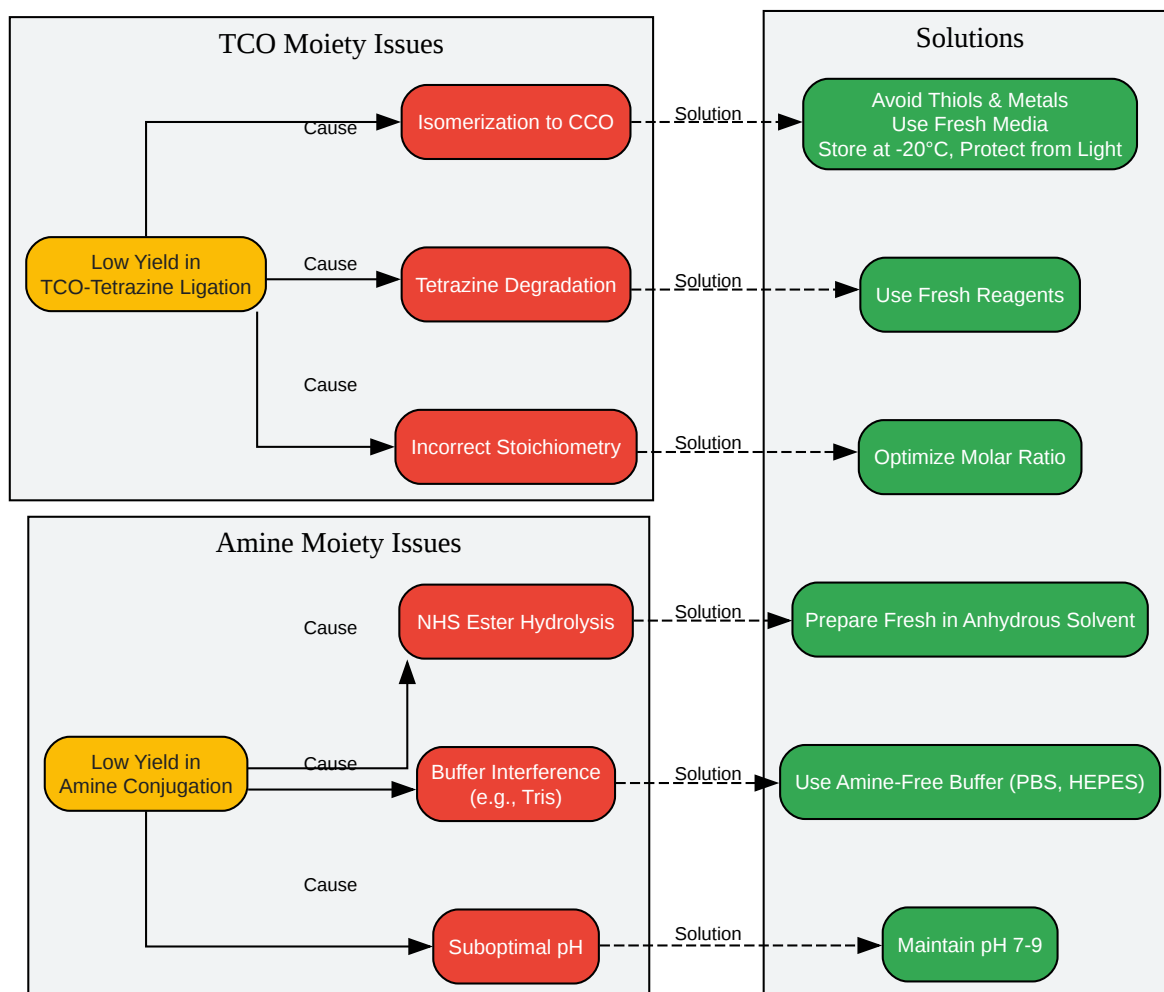 TCO Moiety Issues
Solutions
Cause
Isomerization to CCO
Solution
Avoid Thiols & Metals
Use Fresh Media
Store at -20°C, Protect from Light
Low Yield in
TCO-Tetrazine Ligation
Cause
Tetrazine Degradation
Solution
Use Fresh Reagents
Cause
Incorrect Stoichiometry
Solution
Optimize Molar Ratio
Amine Moiety Issues
Cause
NHS Ester Hydrolysis
Solution
Prepare Fresh in Anhydrous Solvent
Low Yield in
Amine Conjugation
Cause
Buffer Interference
(e.g., Tris)
Solution
Use Amine-Free Buffer (PBS, HEPES)
Cause
Suboptimal pH
Solution
Maintain pH 7-9